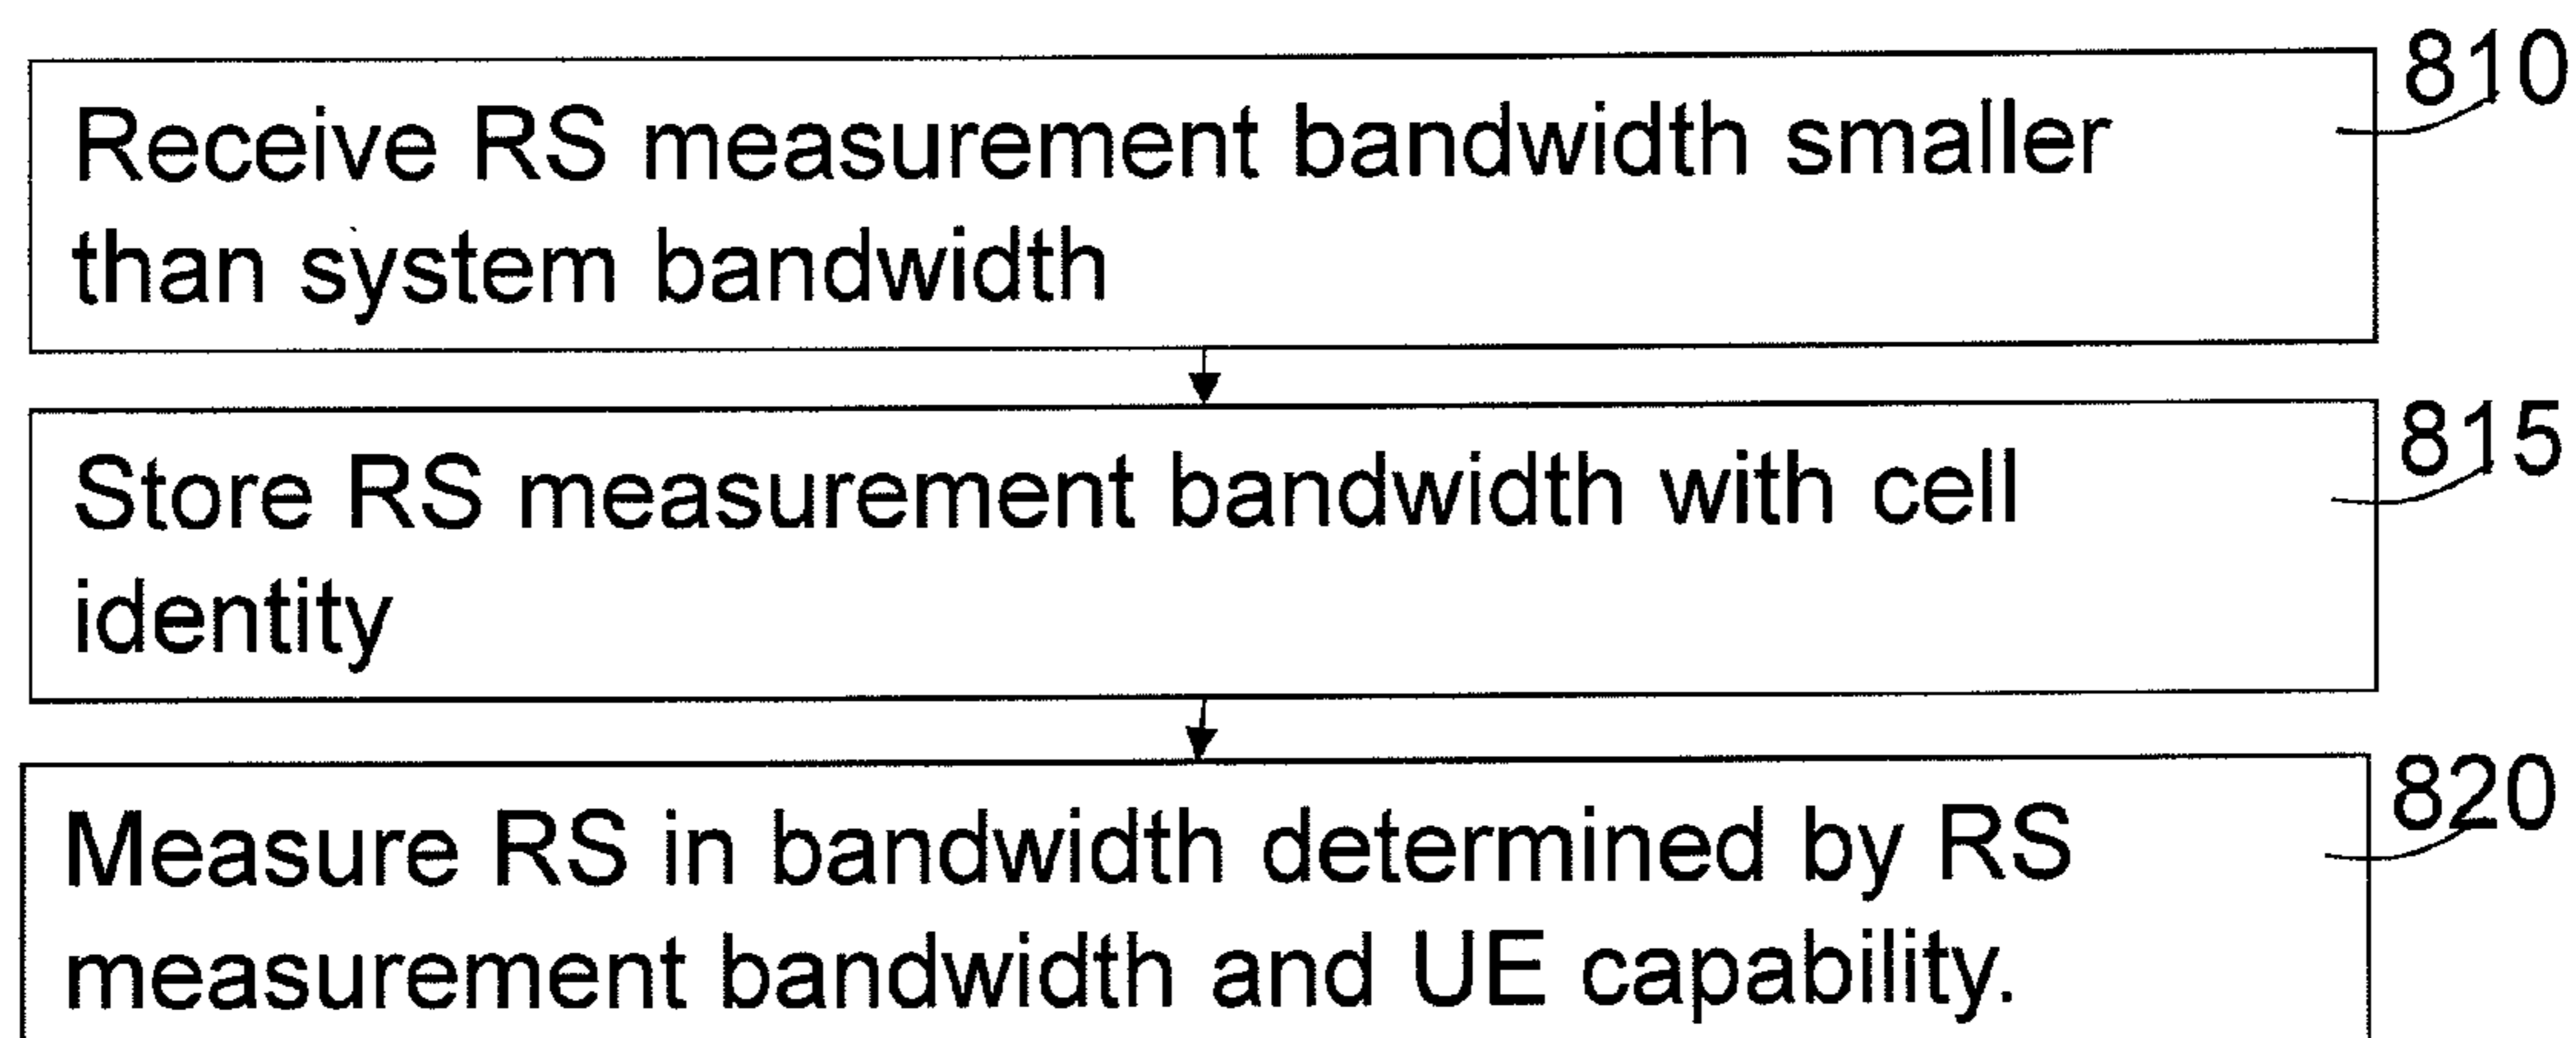 810
Receive RS measurement bandwidth smaller
than system bandwidth
815
Store RS measurement bandwidth with cell
identity
820
Measure RS in bandwidth determined by RS
measurement bandwidth and UE capability.